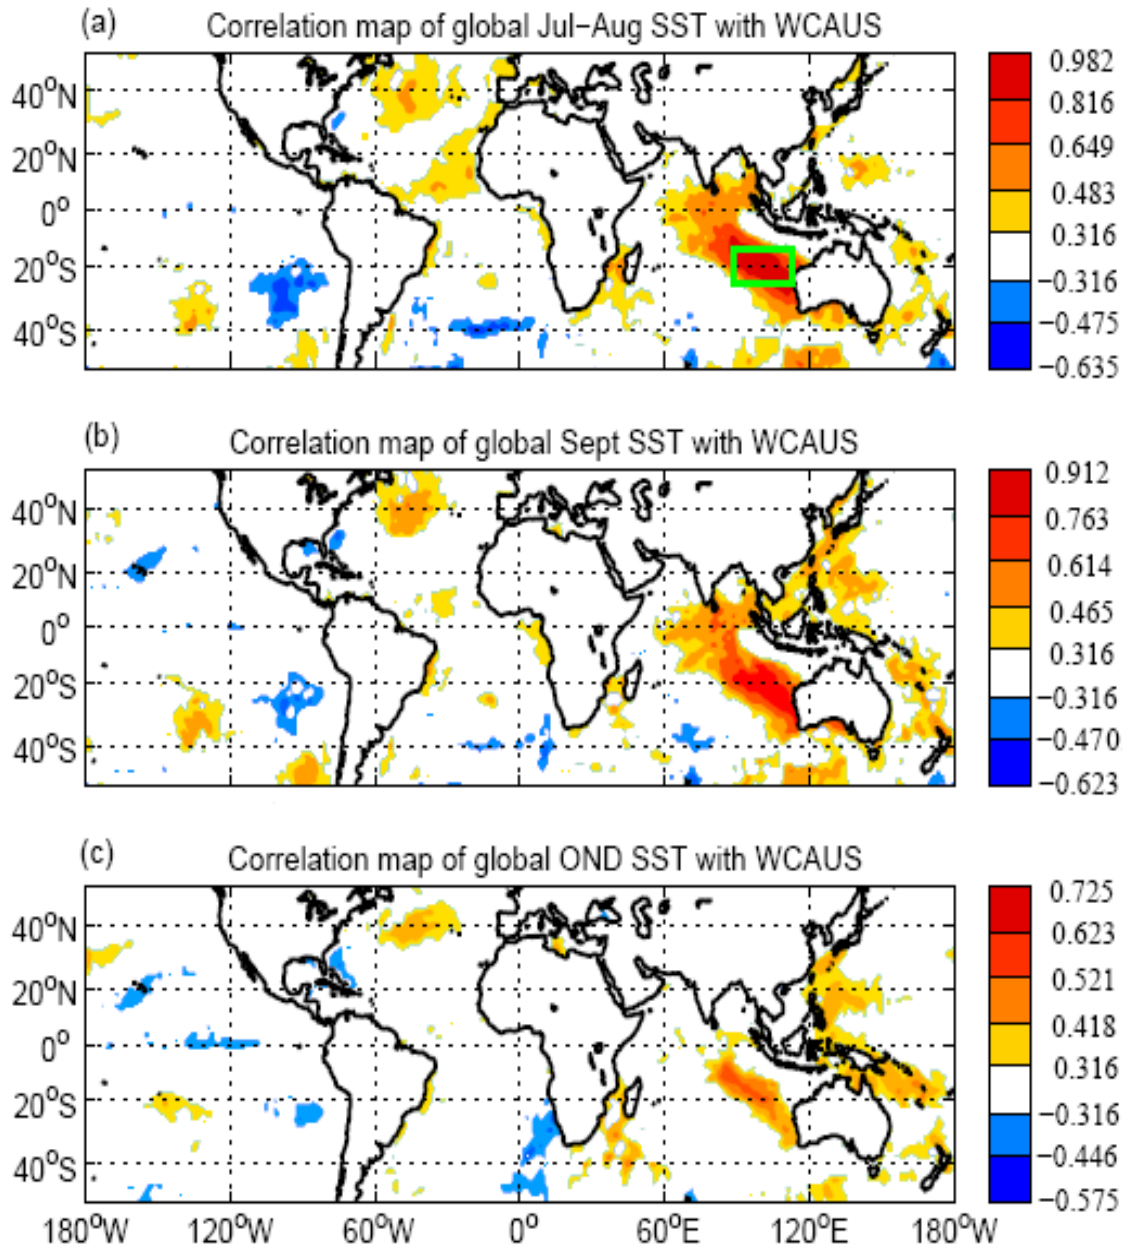 (a) Correlation map of global Jul–Aug SST with WCAUS
40°N
20°N
0°
20°S
40°S
0.982
0.816
0.649
0.483
0.316
−0.316
−0.475
−0.635
(b) Correlation map of global Sept SST with WCAUS
40°N
20°N
0°
20°S
40°S
0.912
0.763
0.614
0.465
0.316
−0.316
−0.470
−0.623
(c) Correlation map of global OND SST with WCAUS
40°N
20°N
0°
20°S
40°S
0.725
0.623
0.521
0.418
0.316
−0.316
−0.446
−0.575
180°W 120°W 60°W 0° 60°E 120°E 180°W